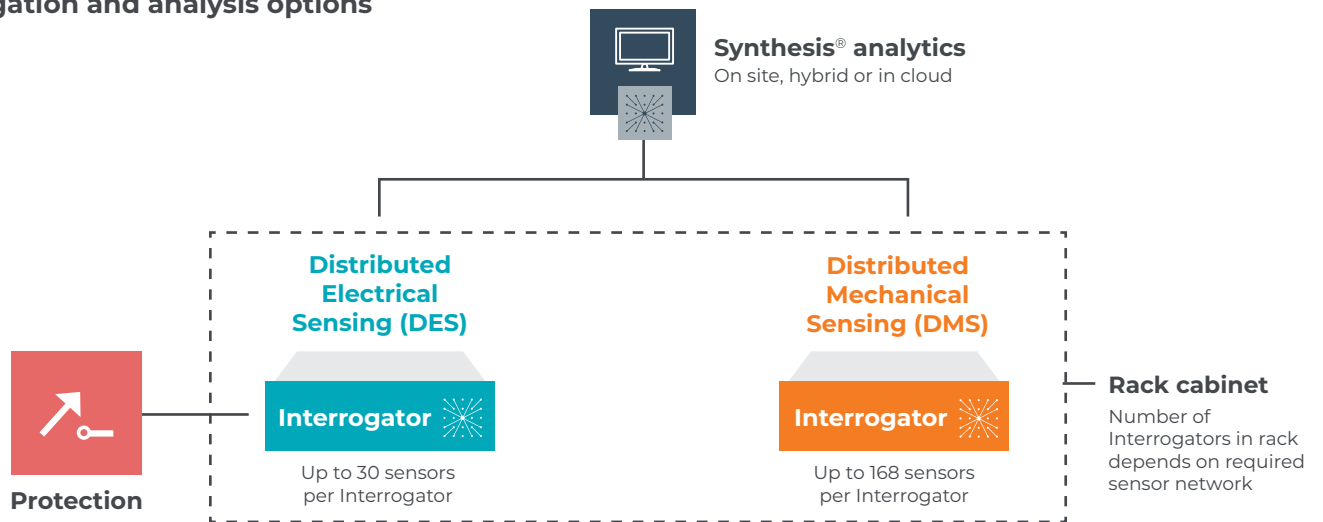 and analysis options
Synthesis® analytics
On site, hybrid or in cloud
Distributed
Electrical
Sensing (DES)
Distributed
Mechanical
Sensing (DMS)
Interrogator
Interrogator
Up to 30 sensors
per Interrogator
Up to 168 sensors
per Interrogator
Protection
Rack cabinet
Number of
Interrogators in rack
depends on required
sensor network